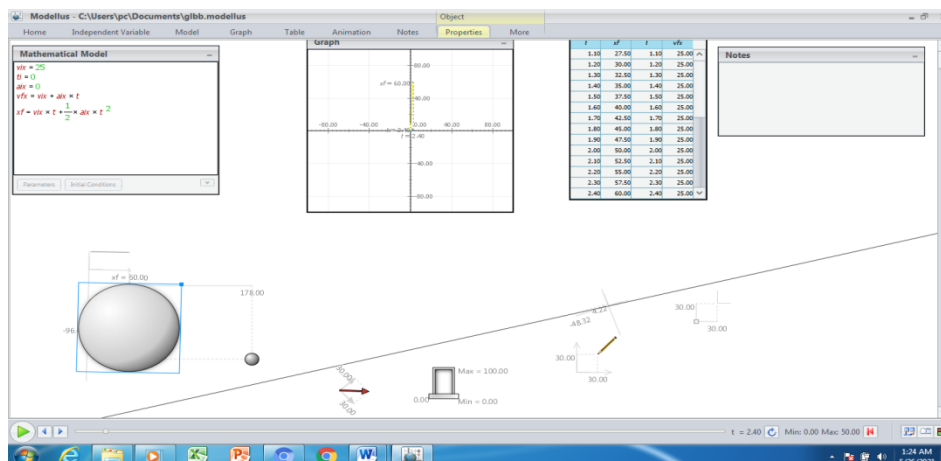 Modellus - C:\Users\pc\Documents\glbb.modellus
Object
Home Independent Variable Model Graph Table Animation Notes Properties More
Mathematical Model
vix = 25
ti = 0
aix = 0
vfx = vix + aix × t
xf = vix × t + 1/2 × aix × t 2
Parameters Initial Conditions
Graph
80.00
xf = 60.00
40.00
-80.00 -40.00 0.00 40.00 80.00
t = 2.40
-40.00
-80.00
t xf t vfx
1.10 27.50 1.10 25.00
1.20 30.00 1.20 25.00
1.30 32.50 1.30 25.00
1.40 35.00 1.40 25.00
1.50 37.50 1.50 25.00
1.60 40.00 1.60 25.00
1.70 42.50 1.70 25.00
1.80 45.00 1.80 25.00
1.90 47.50 1.90 25.00
2.00 50.00 2.00 25.00
2.10 52.50 2.10 25.00
2.20 55.00 2.20 25.00
2.30 57.50 2.30 25.00
2.40 60.00 2.40 25.00
Notes
xf = 60.00
178.00
-96.
30.00
30.00
0.00
Max = 100.00
Min = 0.00
-48.32
8.22
30.00
30.00
30.00
30.00
t = 2.40 Min: 0.00 Max: 50.00
1:24 AM